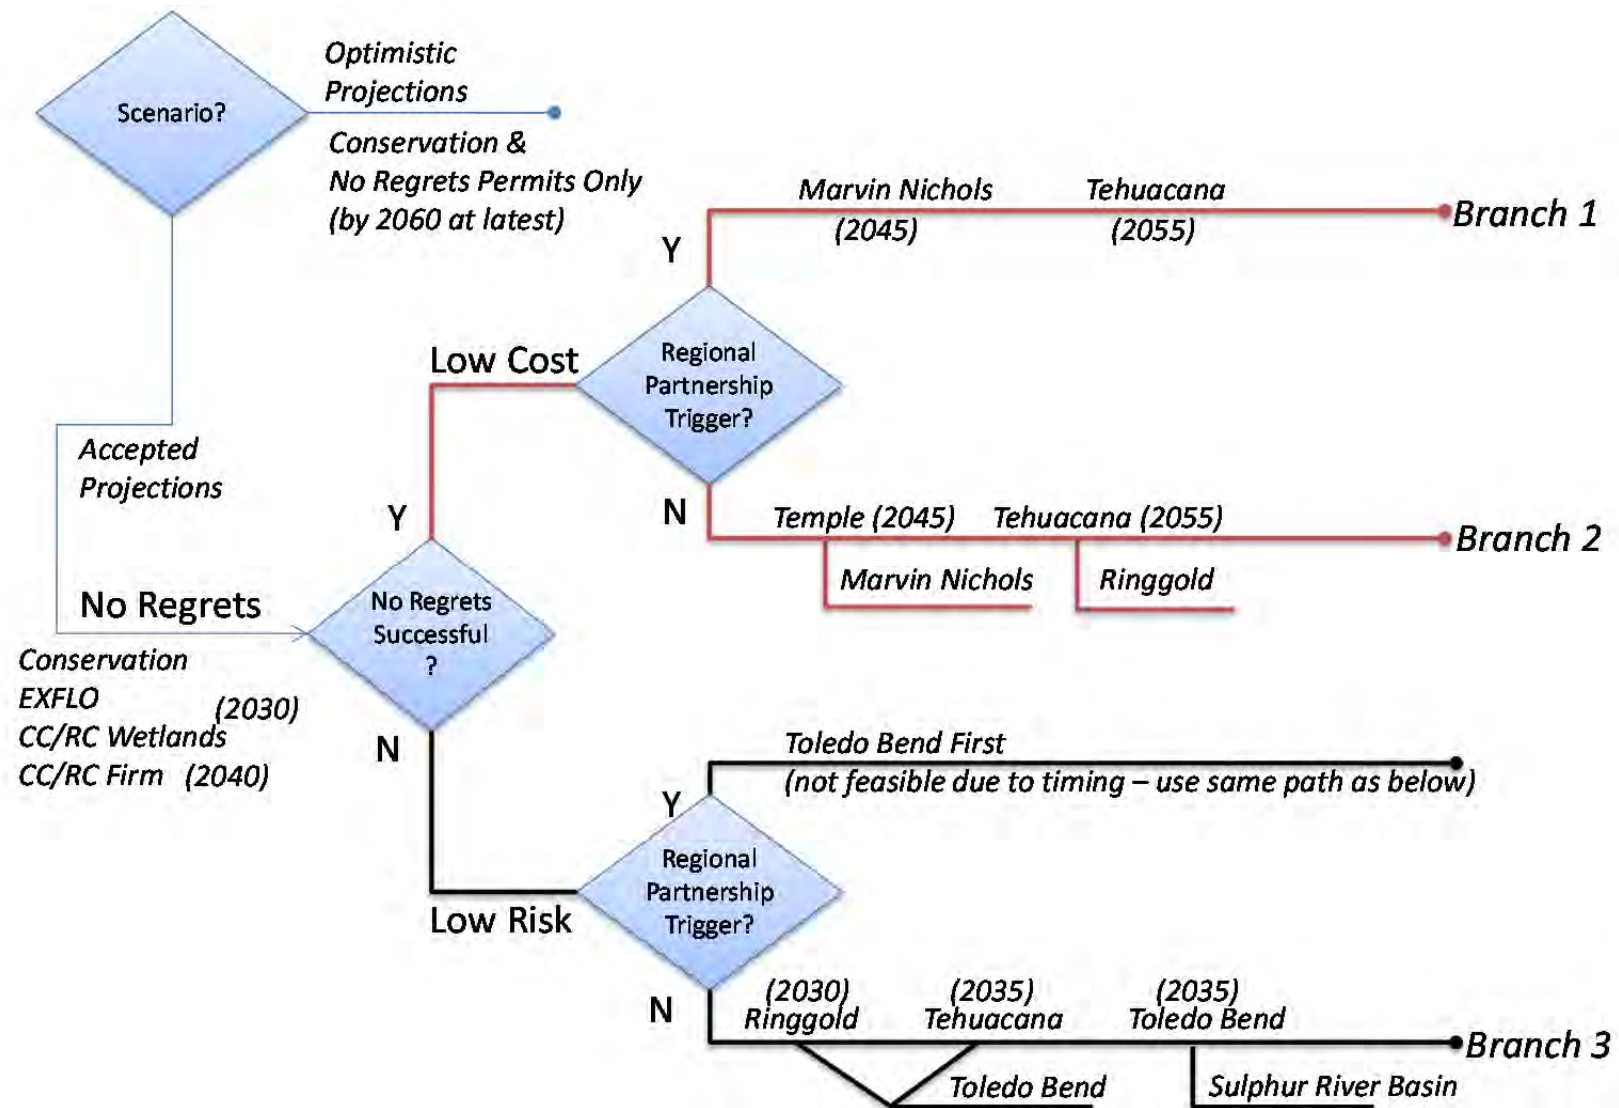 Scenario?
Optimistic
Projections
Conservation &
No Regrets Permits Only
(by 2060 at latest)
Marvin Nichols
(2045)
Tehuacana
(2055)
Branch 1
Y
Low Cost
Regional
Partnership
Trigger?
Accepted
Projections
Y
N
Temple (2045)
Tehuacana (2055)
Branch 2
Marvin Nichols
Ringgold
No Regrets
No Regrets
Successful
?
Conservation
EXFLO
(2030)
CC/RC Wetlands
CC/RC Firm (2040)
N
Toledo Bend First
(not feasible due to timing – use same path as below)
Y
Regional
Partnership
Trigger?
Low Risk
N
(2030)
Ringgold
(2035)
Tehuacana
(2035)
Toledo Bend
Branch 3
Toledo Bend
Sulphur River Basin